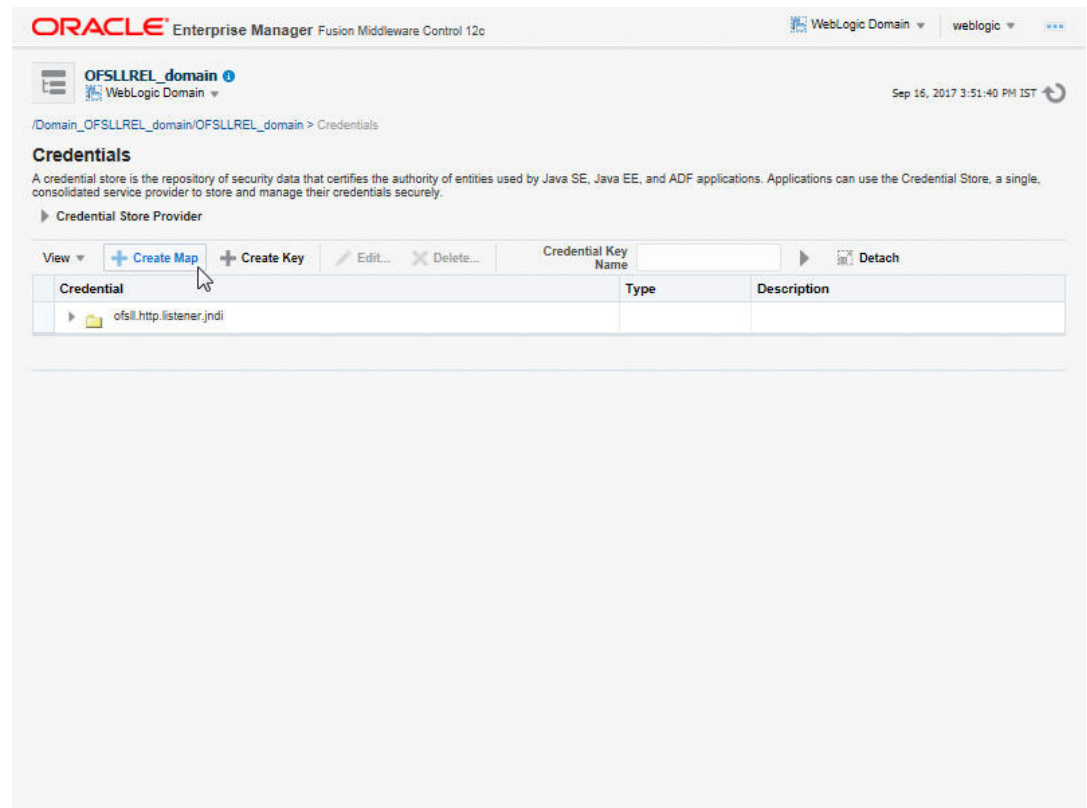 ORACLE Enterprise Manager Fusion Middleware Control 12c
WebLogic Domain
weblogic
OFSLLREL_domain
WebLogic Domain
Sep 16, 2017 3:51:40 PM IST
/Domain_OFSLLREL_domain/OFSLLREL_domain > Credentials
Credentials
A credential store is the repository of security data that certifies the authority of entities used by Java SE, Java EE, and ADF applications. Applications can use the Credential Store, a single,
consolidated service provider to store and manage their credentials securely.
Credential Store Provider
View
Create Map
Create Key
Edit...
Delete...
Credential Key
Name
Detach
Credential
Type
Description
ofsll.http.listener.jndi